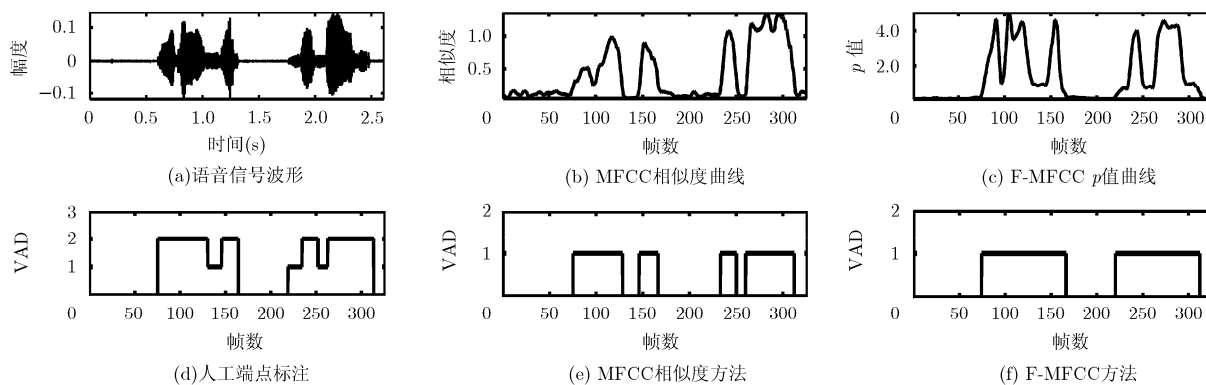 幅度
0.1
0
−0.1
0 0.5 1.0 1.5 2.0 2.5
时间(s)
(a)语音信号波形
相似度
1.0
0.5
0 50 100 150 200 250 300
帧数
(b) MFCC相似度曲线
p 值
4.0
2.0
0 50 100 150 200 250 300
帧数
(c) F-MFCC p值曲线
VAD
3
2
1
0 50 100 150 200 250 300
帧数
(d)人工端点标注
VAD
2
1
0 50 100 150 200 250 300
帧数
(e) MFCC相似度方法
VAD
2
1
0 50 100 150 200 250 300
帧数
(f) F-MFCC方法